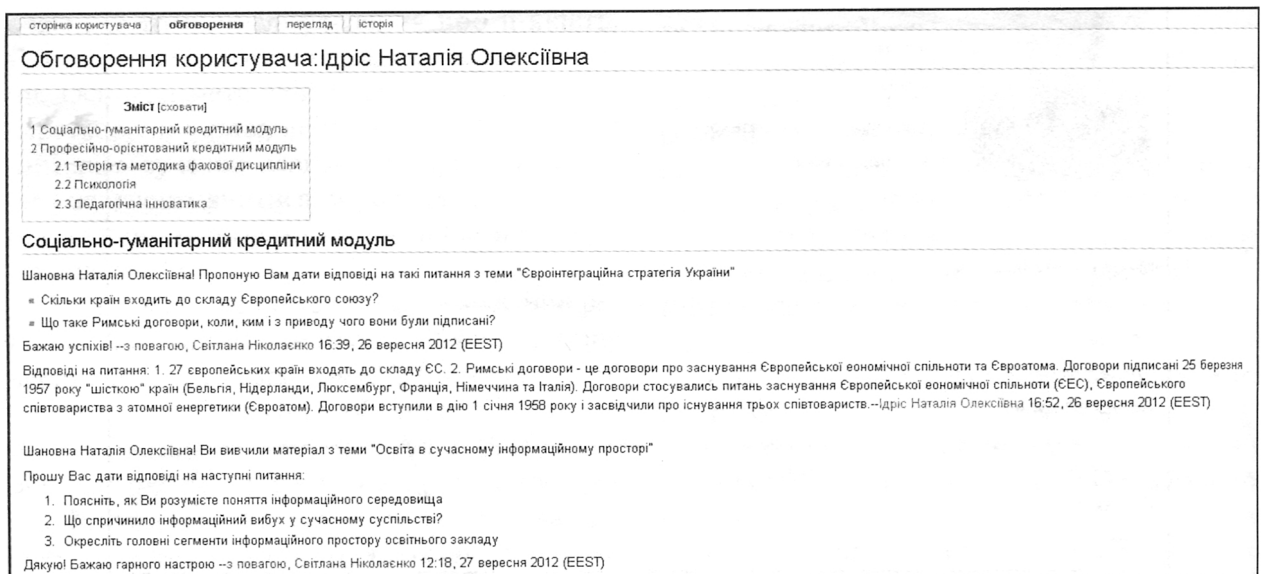 сторінка користувача обговорення перегляд історія
Обговорення користувача:Ідріс Наталія Олексіївна
Зміст [сховати]
1 Соціально-гуманітарний кредитний модуль
2 Професійно-орієнтований кредитний модуль
2.1 Теорія та методика фахової дисципліни
2.2 Психологія
2.3 Педагогічна інноватика
Соціально-гуманітарний кредитний модуль
Шановна Наталія Олексіївна! Пропоную Вам дати відповіді на такі питання з теми "Євроінтеграційна стратегія України"
▪ Скільки країн входить до складу Європейського союзу?
▪ Що таке Римські договори, коли, ким і з приводу чого вони були підписані?
Бажаю успіхів! --з повагою, Світлана Ніколаєнко 16:39, 26 вересня 2012 (EEST)
Відповіді на питання: 1. 27 європейських країн входять до складу ЄС. 2. Римські договори - це договори про заснування Європейської еономічної спільноти та Євроатома. Договори підписані 25 березня
1957 року "шісткою" країн (Бельгія, Нідерланди, Люксембург, Франція, Німеччина та Італія). Договори стосувались питань заснування Європейської еономічної спільноти (ЄЕС), Європейського
співтовариства з атомної енергетики (Євроатом). Договори вступили в дію 1 січня 1958 року і засвідчили про існування трьох співтовариств.--Ідріс Наталія Олексіївна 16:52, 26 вересня 2012 (EEST)
Шановна Наталія Олексіївна! Ви вивчили матеріал з теми "Освіта в сучасному інформаційному просторі"
Прошу Вас дати відповіді на наступні питання:
1. Поясніть, як Ви розумієте поняття інформаційного середовища
2. Що спричинило інформаційний вибух у сучасному суспільстві?
3. Окресліть головні сегменти інформаційного простору освітнього закладу
Дякую! Бажаю гарного настрою --з повагою, Світлана Ніколаєнко 12:18, 27 вересня 2012 (EEST)